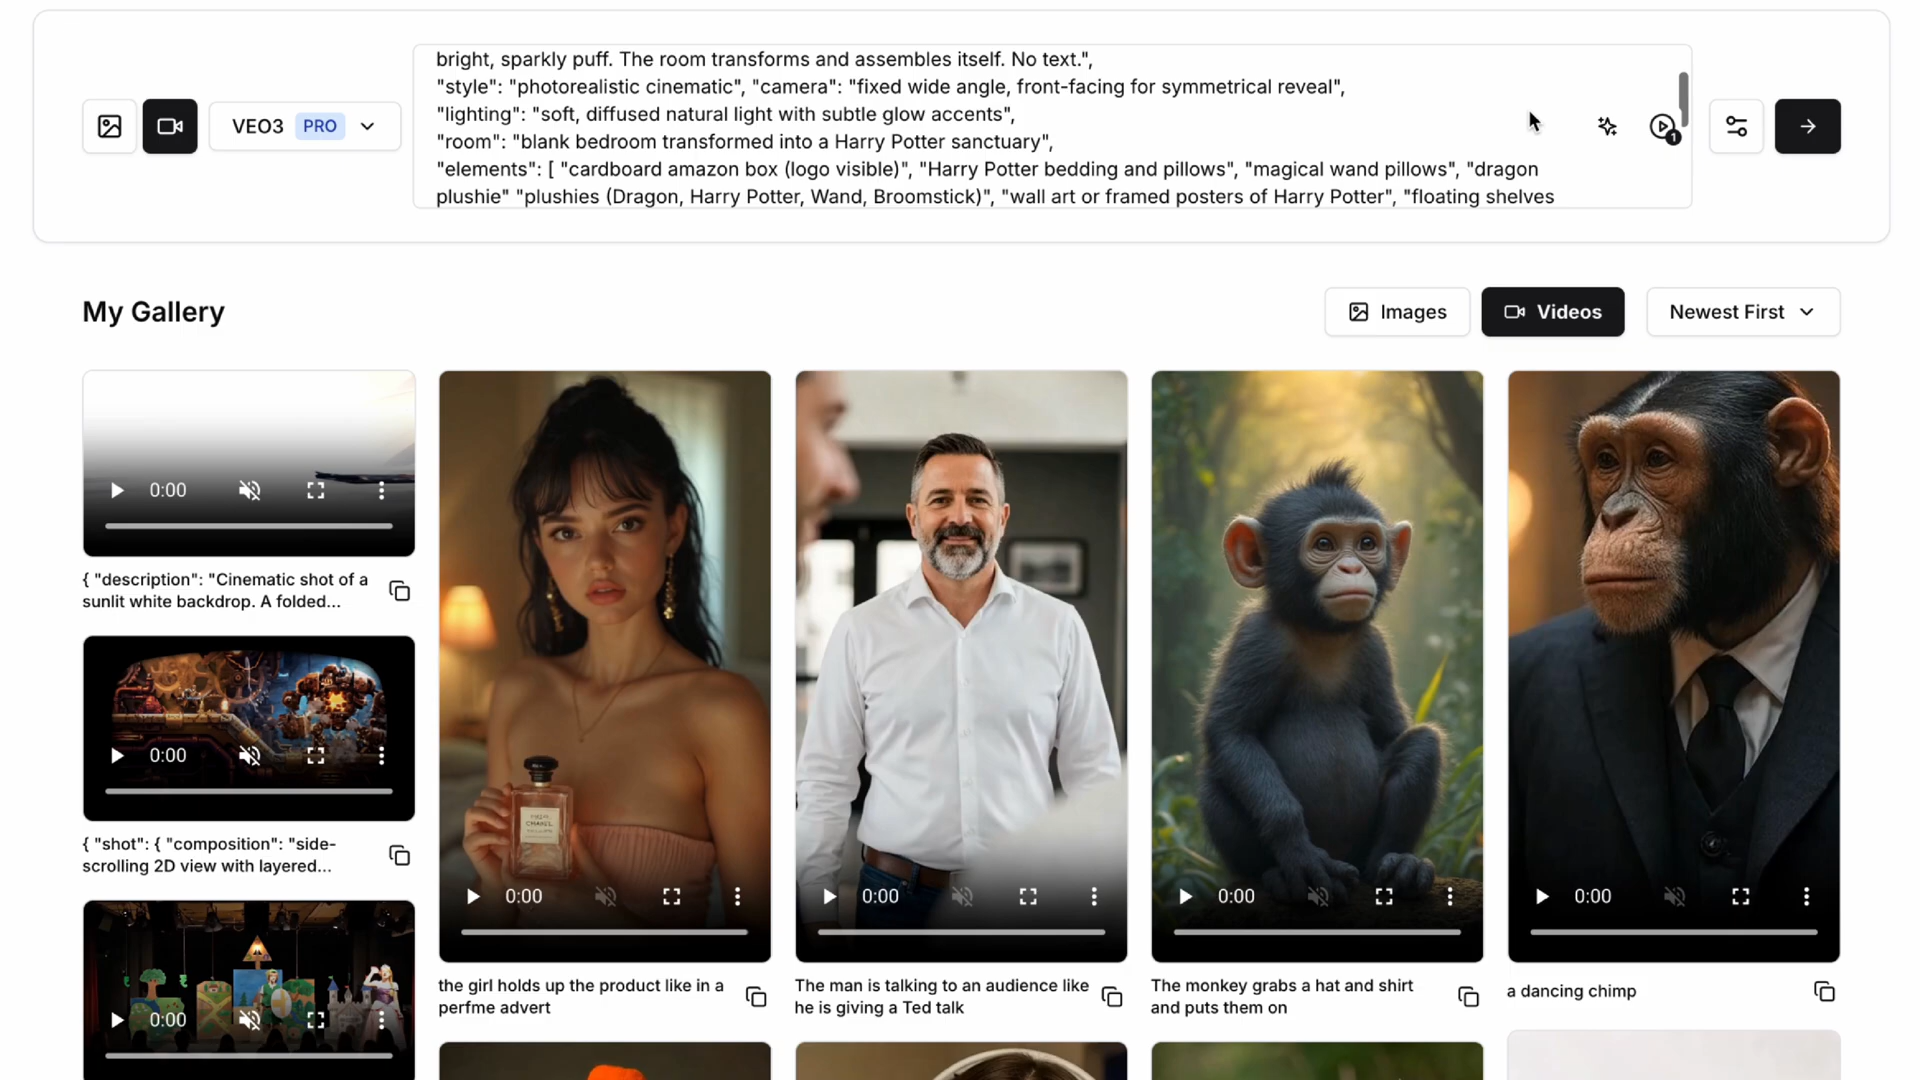 bright, sparkly puff. The room transforms and assembles itself. No text.",
"style": "photorealistic cinematic", "camera": "fixed wide angle, front-facing for symmetrical reveal",
"lighting": "soft, diffused natural light with subtle glow accents",
"room": "blank bedroom transformed into a Harry Potter sanctuary",
"elements": [ "cardboard amazon box (logo visible)", "Harry Potter bedding and pillows", "magical wand pillows", "dragon
plushie" "plushies (Dragon, Harry Potter, Wand, Broomstick)", "wall art or framed posters of Harry Potter", "floating shelves
VEO3 PRO
1
My Gallery
Images
Videos
Newest First
0:00
{ "description": "Cinematic shot of a
sunlit white backdrop. A folded...
0:00
{ "shot": { "composition": "side-
scrolling 2D view with layered...
0:00
CHANEL
0:00
the girl holds up the product like in a
perfme advert
0:00
The man is talking to an audience like
he is giving a Ted talk
0:00
The monkey grabs a hat and shirt
and puts them on
0:00
a dancing chimp